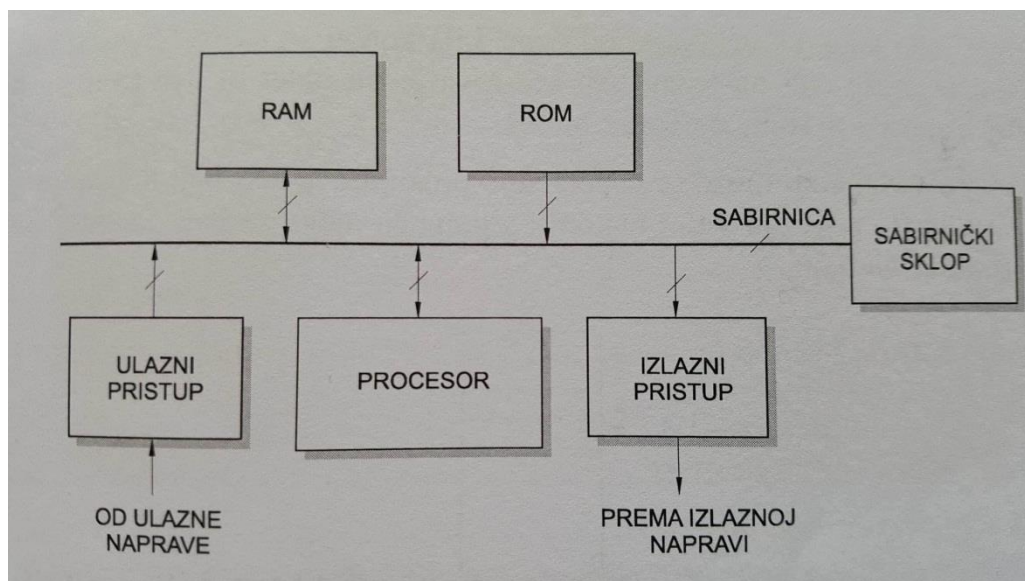 RAM
ROM
SABIRNICA
SABIRNIČKI
SKLOP
ULAZNI
PRISTUP
PROCESOR
IZLAZNI
PRISTUP
OD ULAZNE
NAPRAVE
PREMA IZLAZNOJ
NAPRAVI